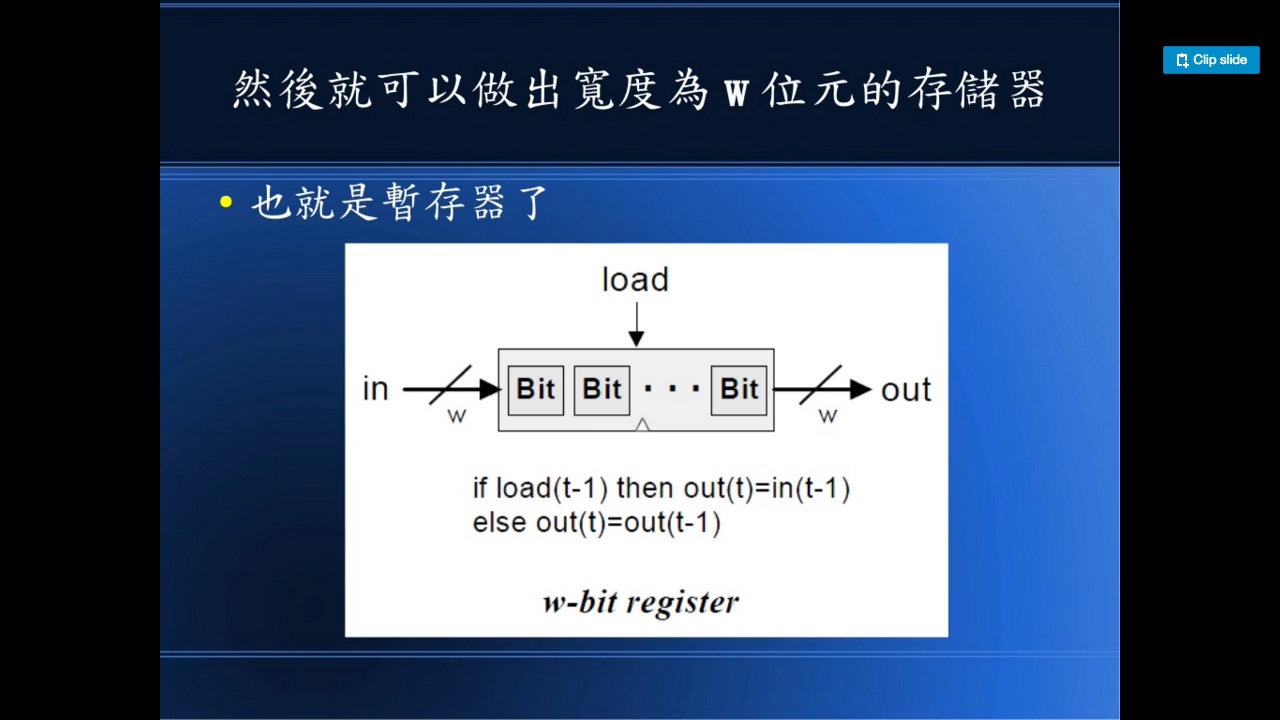 Clip slide
然後就可以做出寬度為 w 位元的存儲器
也就是暫存器了
load
in
w
Bit Bit ··· Bit
w
out
if load(t-1) then out(t)=in(t-1)
else out(t)=out(t-1)
w-bit register